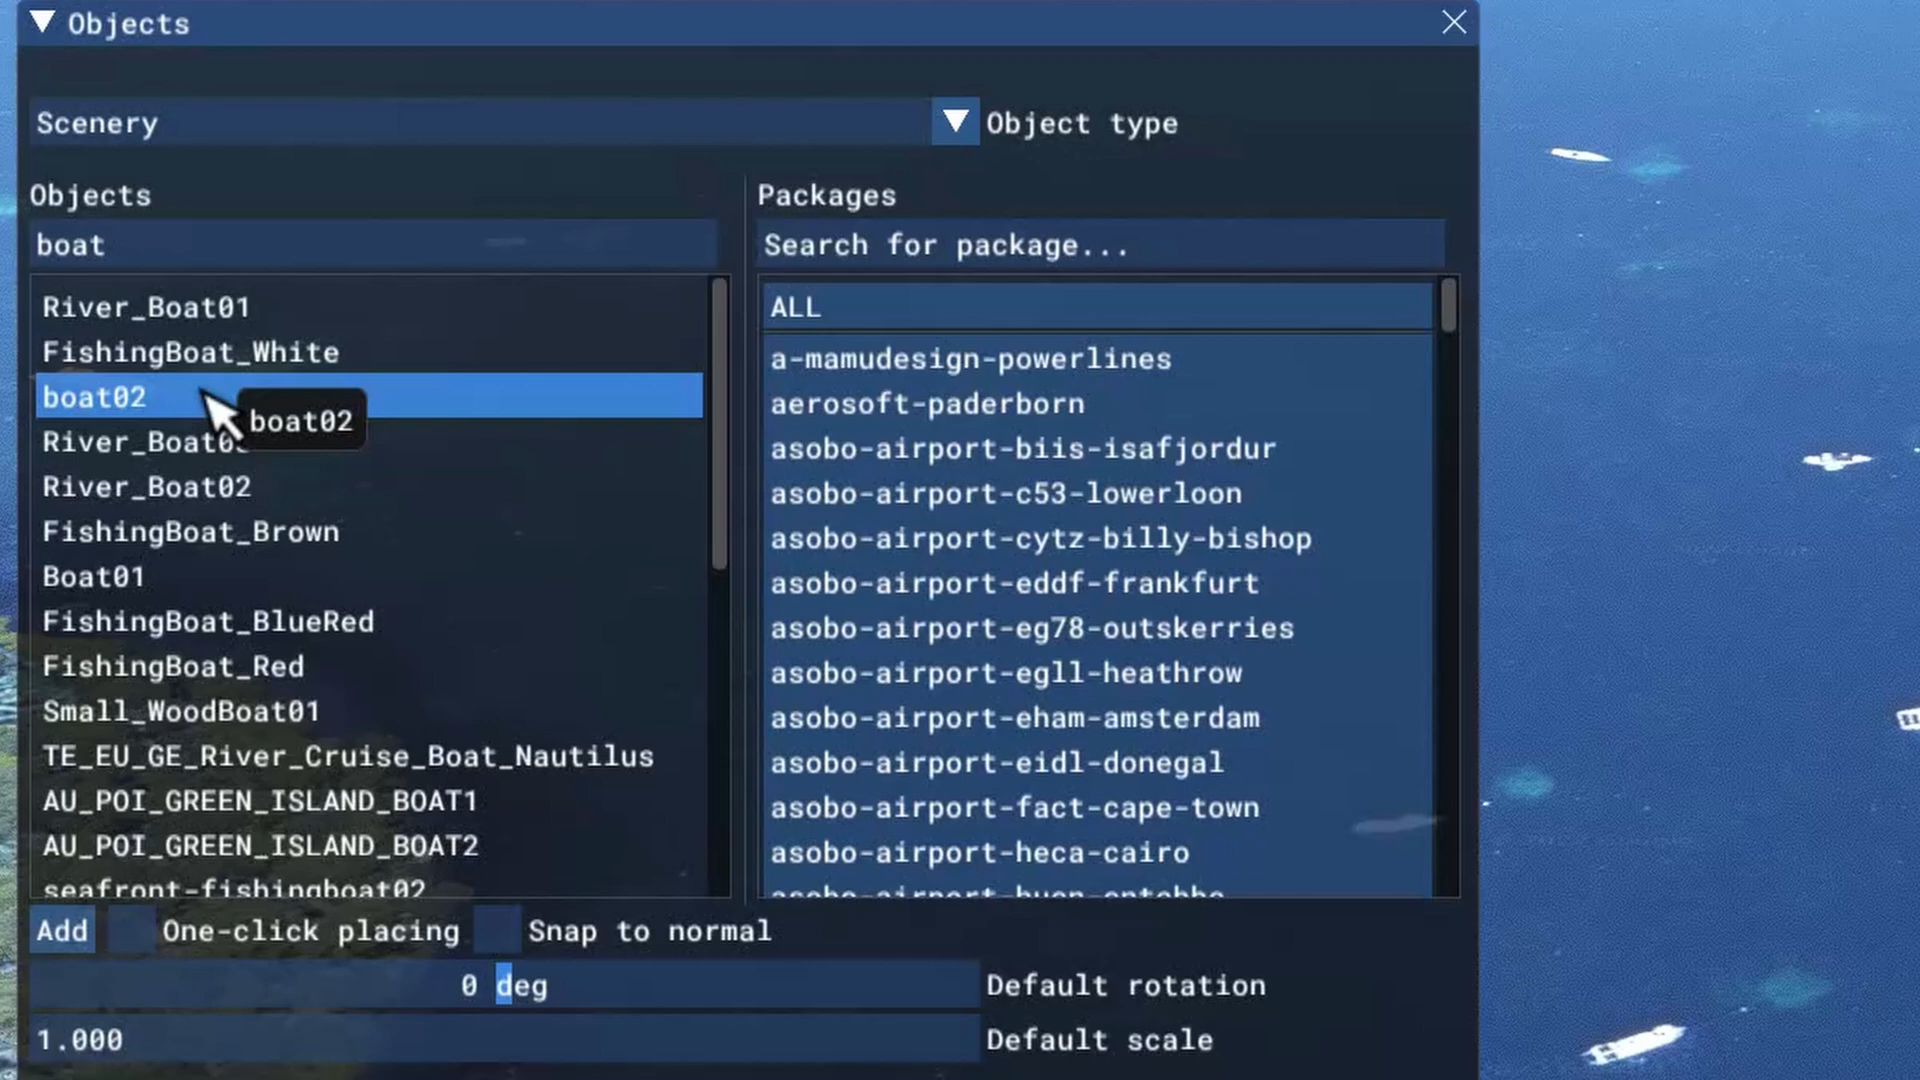 Objects
Scenery
Object type
Objects
boat
River_Boat01
FishingBoat_White
boat02
boat02
River_Boat0
River_Boat02
FishingBoat_Brown
Boat01
FishingBoat_BlueRed
FishingBoat_Red
Small_WoodBoat01
TE_EU_GE_River_Cruise_Boat_Nautilus
AU_POI_GREEN_ISLAND_BOAT1
AU_POI_GREEN_ISLAND_BOAT2
seafront-fishingboat02
Packages
Search for package...
ALL
a-mamudesign-powerlines
aerosoft-paderborn
asobo-airport-biis-isafjordur
asobo-airport-c53-lowerloon
asobo-airport-cytz-billy-bishop
asobo-airport-eddf-frankfurt
asobo-airport-eg78-outskerries
asobo-airport-egll-heathrow
asobo-airport-eham-amsterdam
asobo-airport-eidl-donegal
asobo-airport-fact-cape-town
asobo-airport-heca-cairo
Add One-click placing Snap to normal
0 deg Default rotation
1.000 Default scale